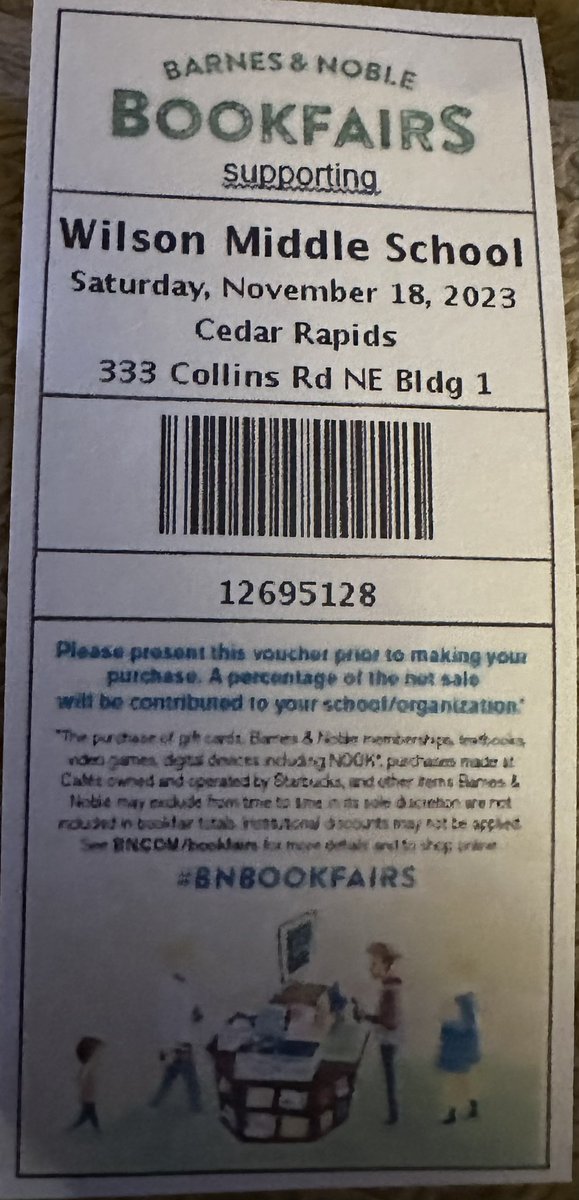 BARNES & NOBLE
BOOKFAIRS
supporting
Wilson Middle School
Saturday, November 18, 2023
Cedar Rapids
333 Collins Rd NE Bldg 1
12695128
Please present this voucher prior to making your
purchase. A percentage of the net sale
will be contributed to your school/organization.*
*The purchase of gift cards, Barnes & Noble memberships, textbooks,
video games, digital devices including NOOK®, purchases made at
Cafés owned and operated by Starbucks, and other items Barnes &
Noble may exclude from time to time in its sole discretion are not
included in bookfair totals. Institutional discounts may not be applied.
See BN.COM/bookfairs for more details and to shop online.
#BNBOOKFAIRS